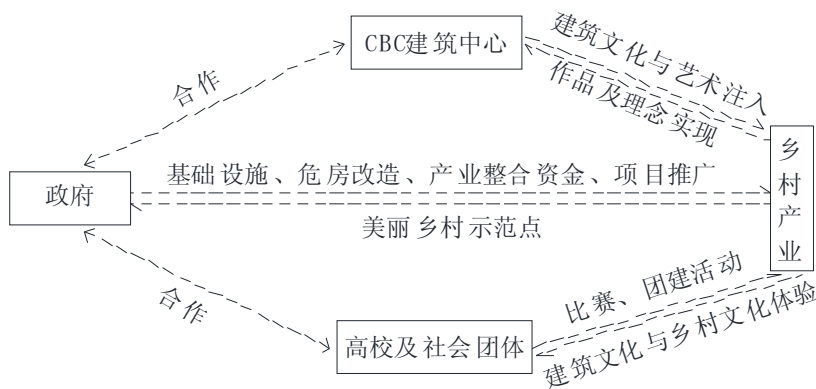 CBC建筑中心
建筑文化与艺术注入
作品及理念实现
合作
基础设施、危房改造、产业整合资金、项目推广
政府
美丽乡村示范点
乡村产业
合作
比赛、团建活动
建筑文化与乡村文化体验
高校及社会团体